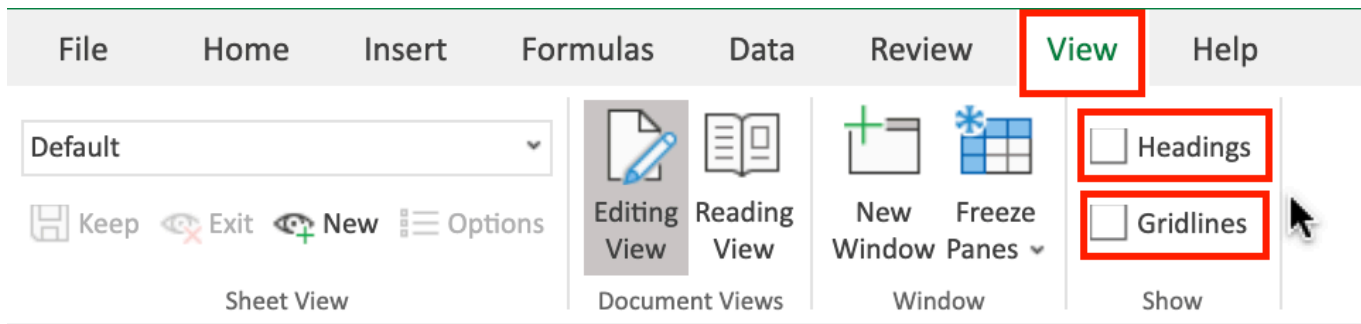 File Home Insert Formulas Data Review View Help
Default
Keep Exit New Options
Sheet View
Editing View
Reading View
Document Views
New Window
Freeze Panes
Window
Headings
Gridlines
Show